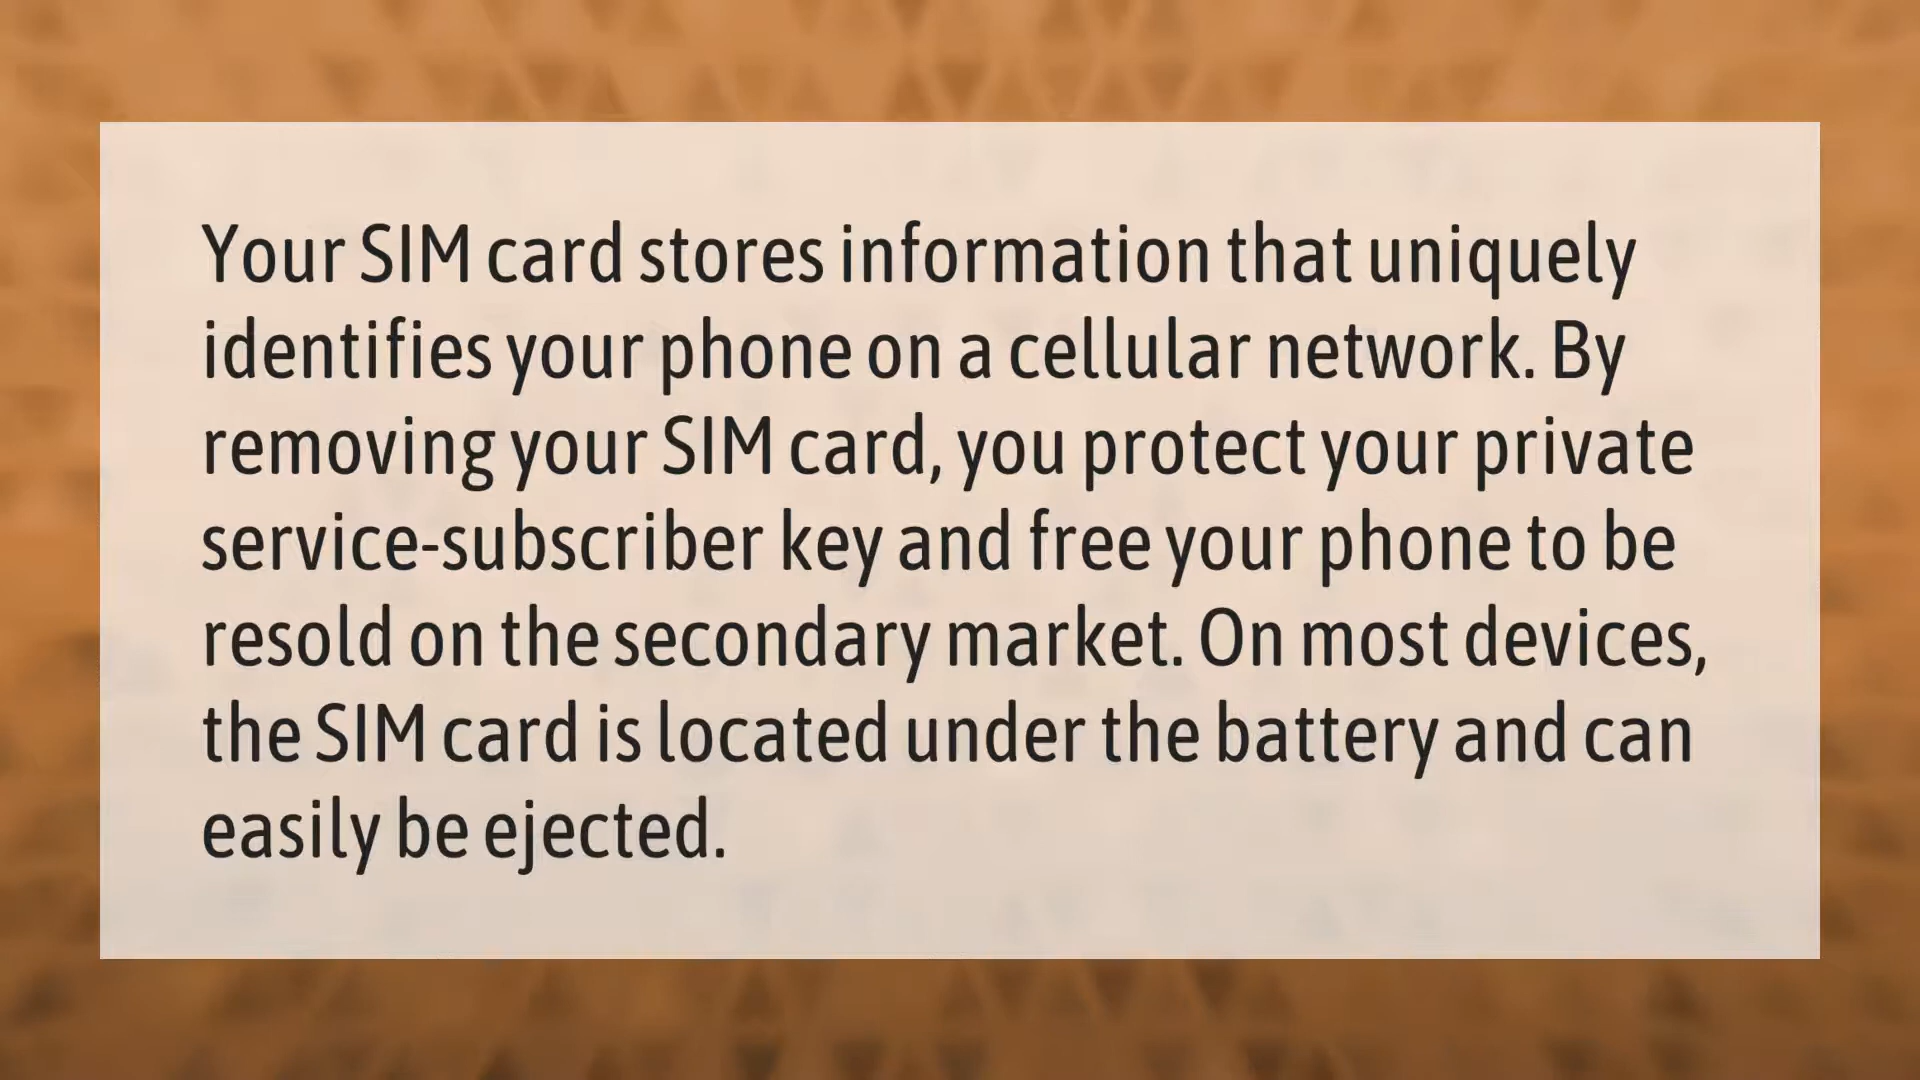 Your SIM card stores information that uniquely
identifies your phone on a cellular network. By
removing your SIM card, you protect your private
service-subscriber key and free your phone to be
resold on the secondary market. On most devices,
the SIM card is located under the battery and can
easily be ejected.